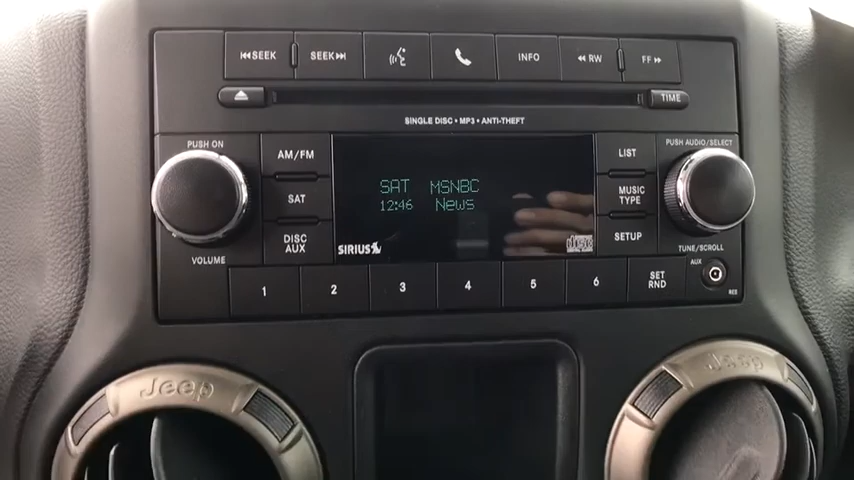 ⏮SEEK SEEK⏭ INFO ◀◀ RW FF ▶▶
TIME
SINGLE DISC • MP3 • ANTI-THEFT
PUSH ON
PUSH AUDIO/SELECT
AM/FM
SAT
DISC
AUX
SAT MSNBC
12:46 News
SIRIUS
disc
LIST
MUSIC
TYPE
SETUP
VOLUME
TUNE/SCROLL
1 2 3 4 5 6
SET
RND
AUX
RES
Jeep
Jeep